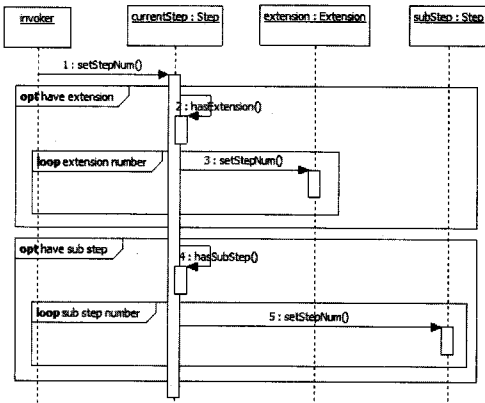 invoker
currentStep : Step
extension : Extension
subStep : Step
1 : setStepNum()
opt have extension
2 : hasExtension()
loop extension number
3 : setStepNum()
opt have sub step
4 : hasSubStep()
loop sub step number
5 : setStepNum()